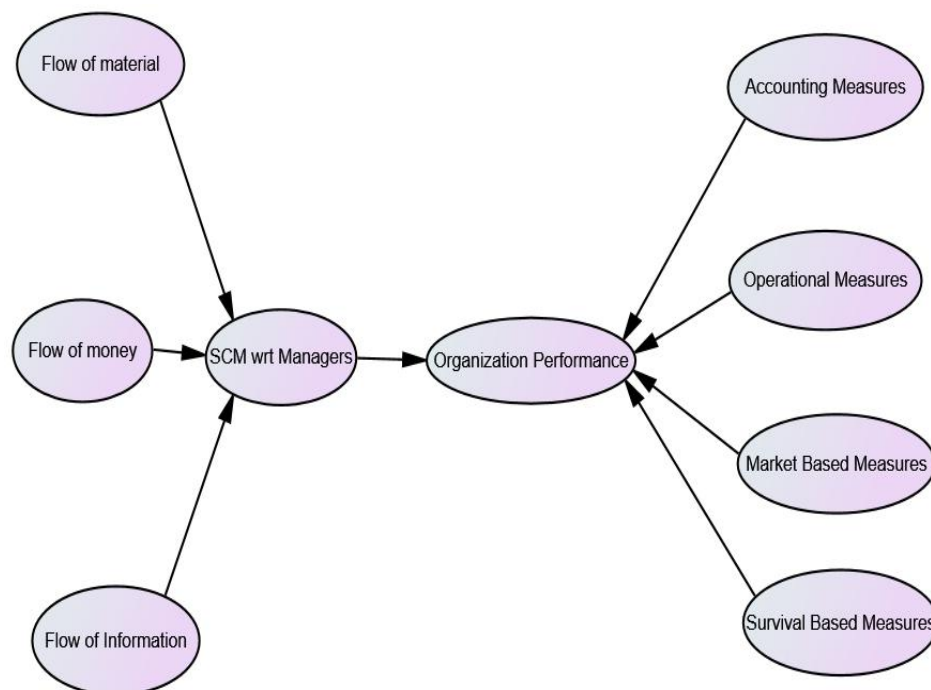 Flow of material
Accounting Measures
Operational Measures
Flow of money
SCM wrt Managers
Organization Performance
Market Based Measures
Flow of Information
Survival Based Measures